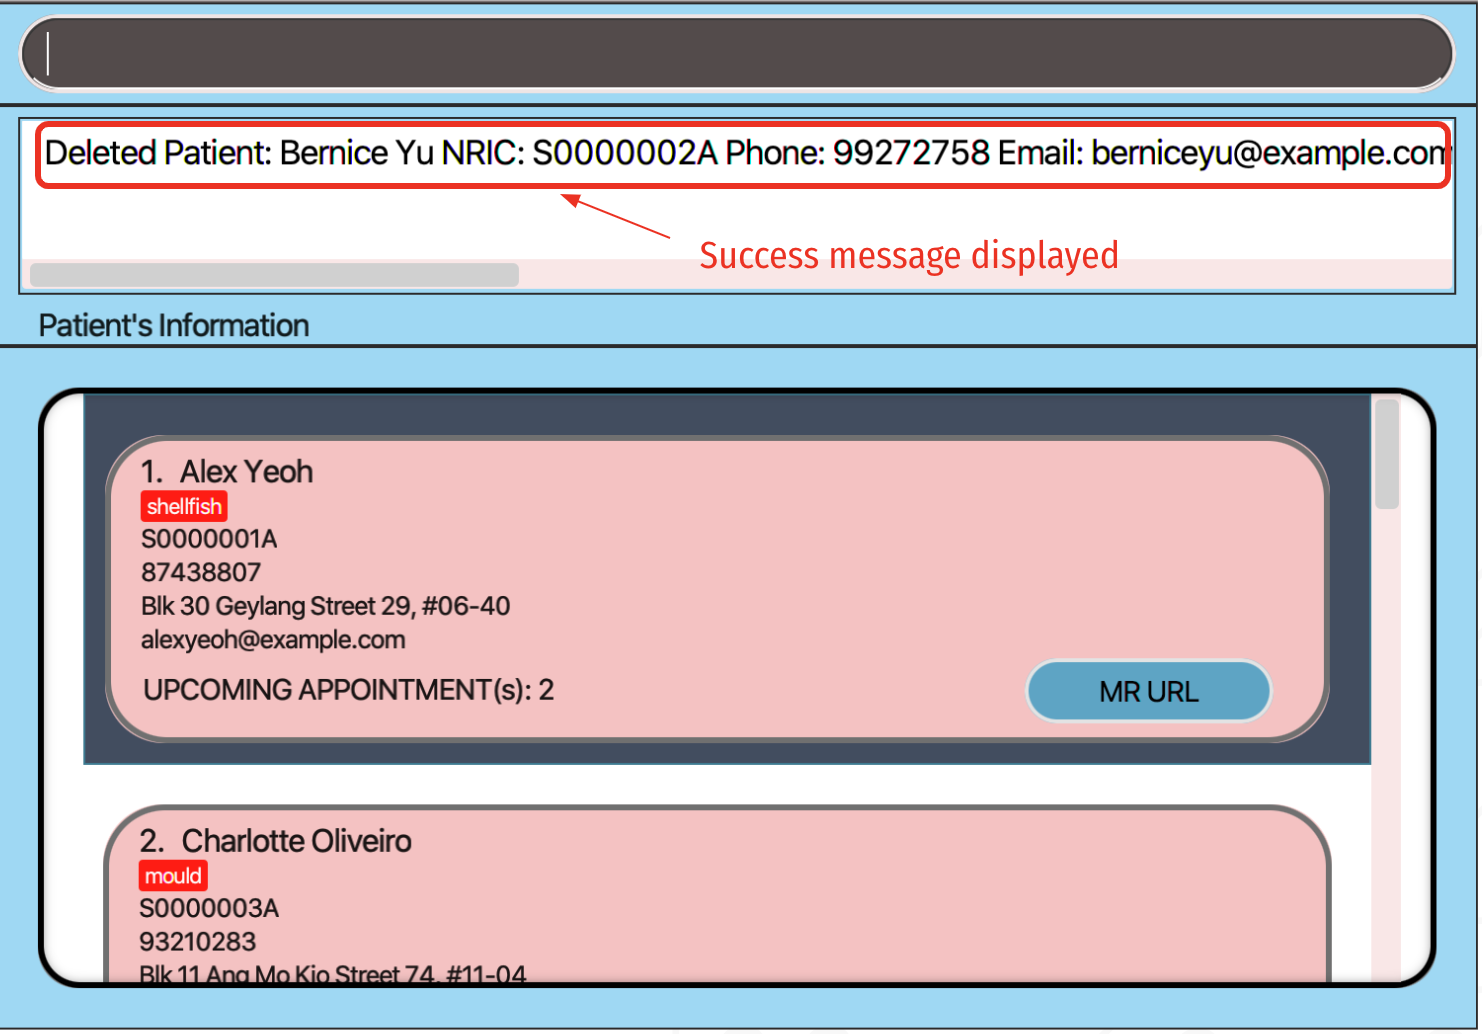 Deleted Patient: Bernice Yu NRIC: S0000002A Phone: 99272758 Email: berniceyu@example.com
Success message displayed
Patient's Information
1. Alex Yeoh
shellfish
S0000001A
87438807
Blk 30 Geylang Street 29, #06-40
alexyeoh@example.com
UPCOMING APPOINTMENT(s): 2
MR URL
2. Charlotte Oliveiro
mould
S0000003A
93210283
Blk 11 Ang Mo Kio Street 74, #11-04